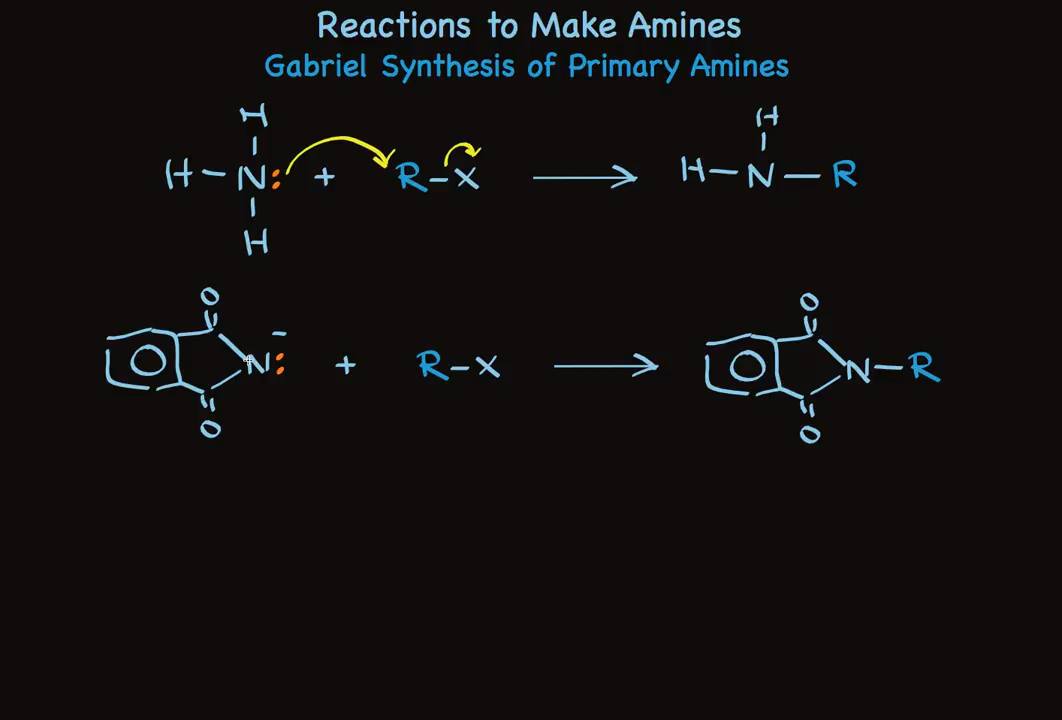 Reactions to Make Amines
Gabriel Synthesis of Primary Amines
H H
H - N : + R - X → H - N - R
H
O O
N : - + R - X → N - R
O O